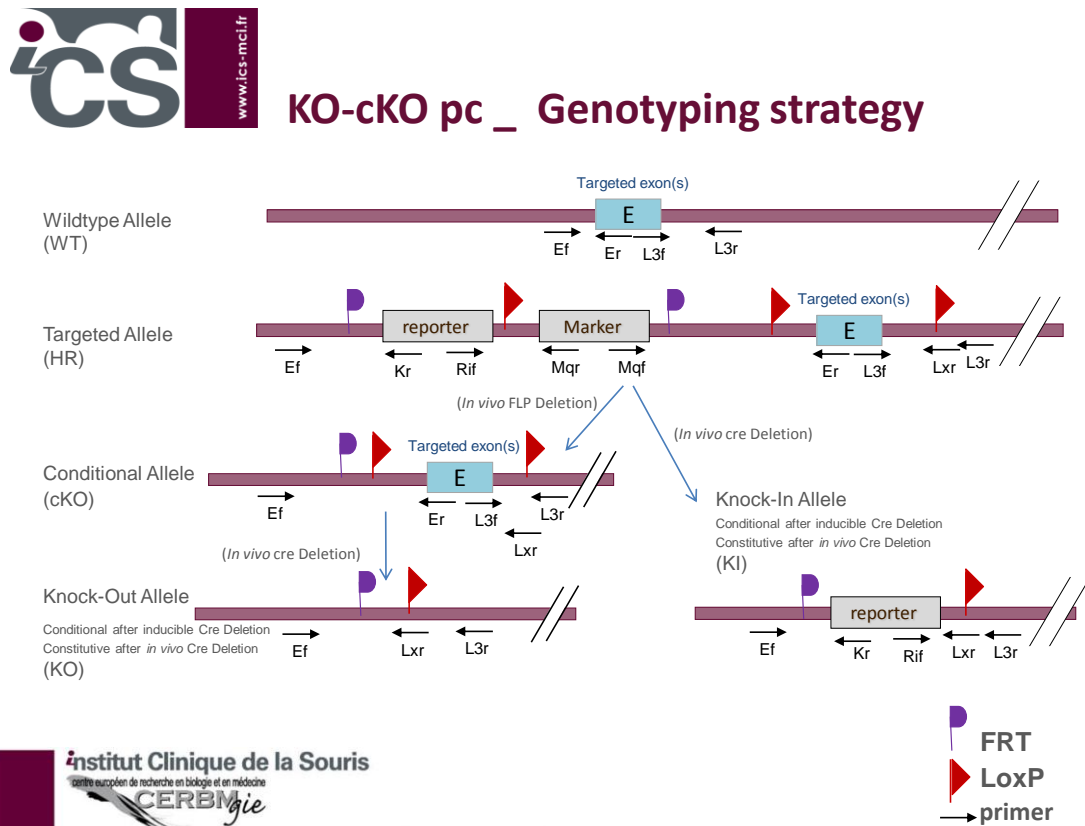 iCS
www.ics-mci.fr
KO-cKO pc _ Genotyping strategy
Targeted exon(s)
Wildtype Allele
(WT)
E
Ef Er L3f L3r
Targeted exon(s)
Targeted Allele
(HR)
reporter Marker E
Ef Kr Rif Mqr Mqf Er L3f Lxr L3r
(In vivo FLP Deletion)
(In vivo cre Deletion)
Conditional Allele
(cKO)
Targeted exon(s)
E
Ef Er L3f L3r
Lxr
(In vivo cre Deletion)
Knock-In Allele
Conditional after inducible Cre Deletion
Constitutive after in vivo Cre Deletion
(KI)
reporter
Ef Kr Rif Lxr L3r
Knock-Out Allele
Conditional after inducible Cre Deletion
Constitutive after in vivo Cre Deletion
(KO)
Ef Lxr L3r
FRT
LoxP
primer
institut Clinique de la Souris
centre européen de recherche en biologie et en médecine
CERBMgie